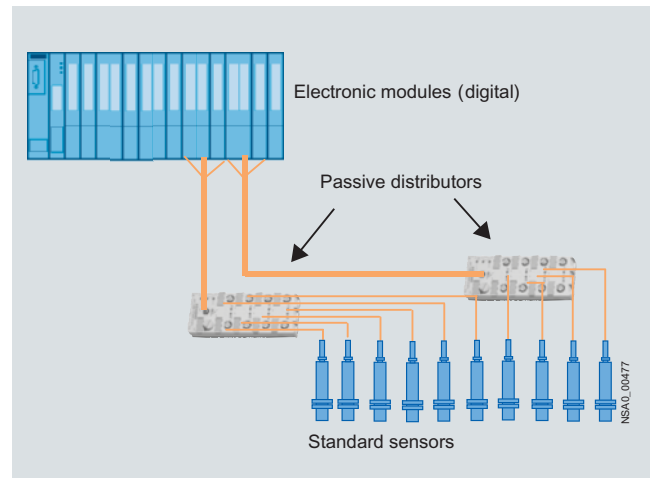 Electronic modules (digital)
Passive distributors
NSA0_00477
Standard sensors